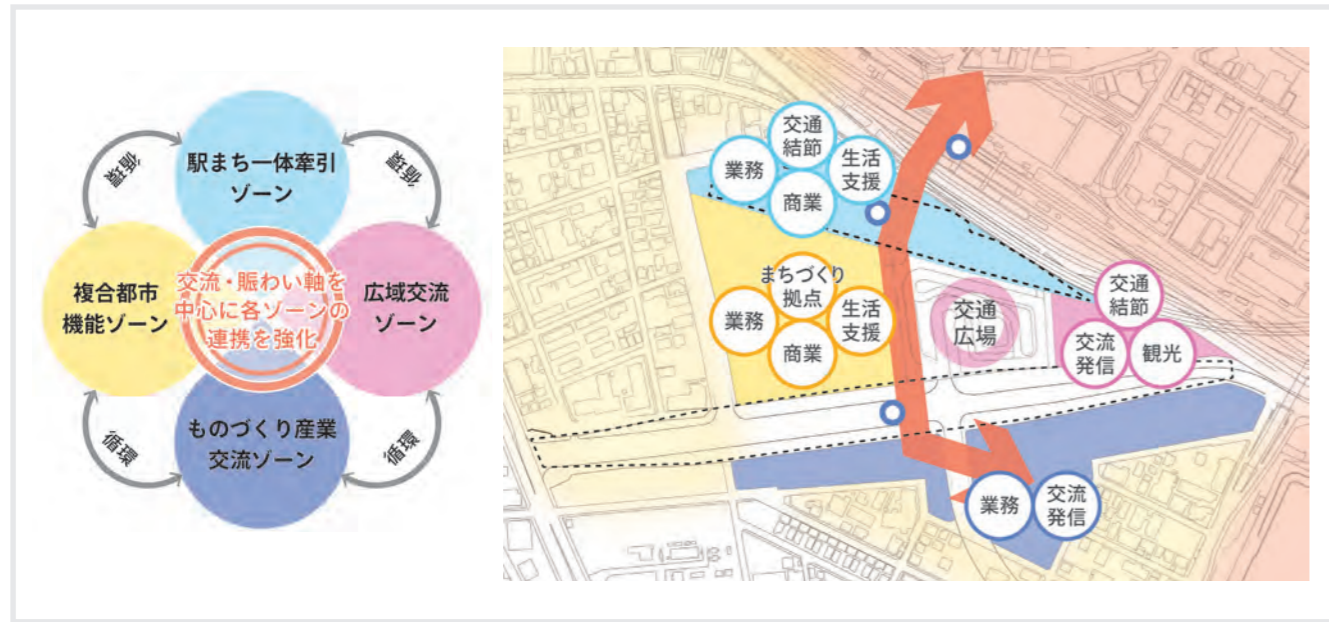 駅まち一体牽引
ゾーン
循環
循環
複合都市
機能ゾーン
交流・賑わい軸を
中心に各ゾーンの
連携を強化
広域交流
ゾーン
循環
循環
ものづくり産業
交流ゾーン
交通
結節
業務
生活
支援
商業
まちづくり
拠点
業務
生活
支援
商業
交通
広場
交通
結節
交流
発信
観光
業務
交流
発信